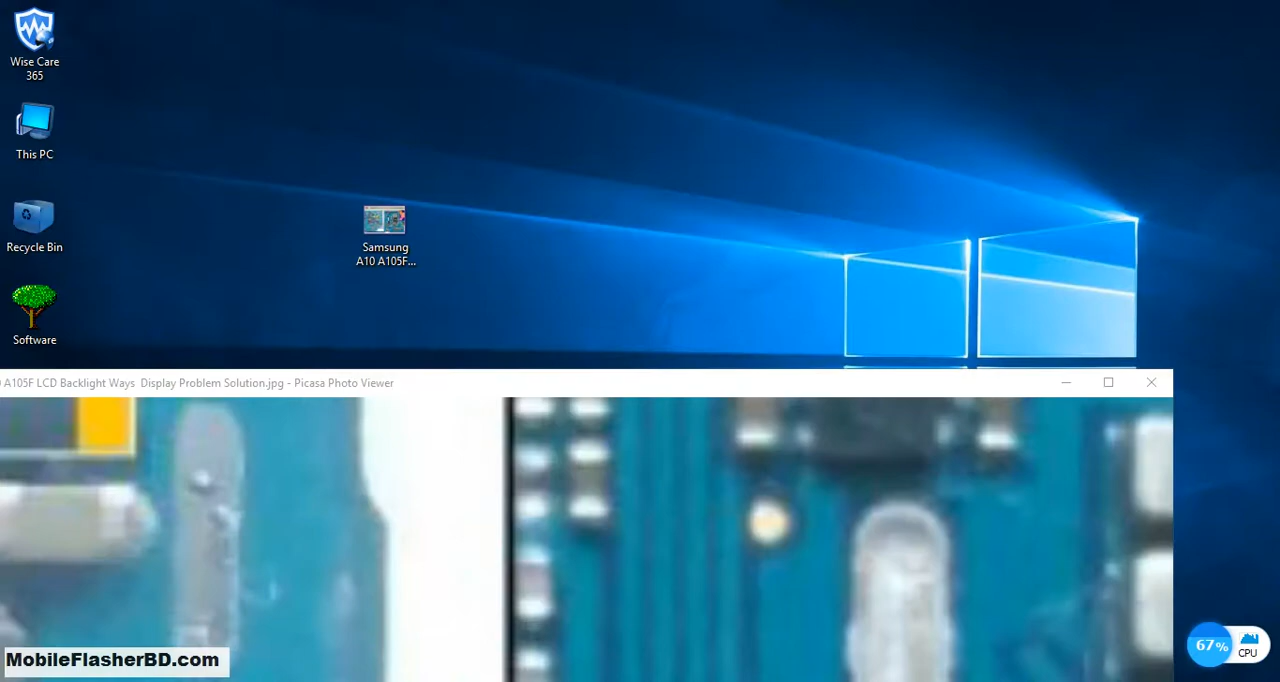 Wise Care
365
This PC
Recycle Bin
Software
Samsung
A10 A105F...
A105F LCD Backlight Ways Display Problem Solution.jpg - Picasa Photo Viewer
MobileFlasherBD.com
67%
CPU